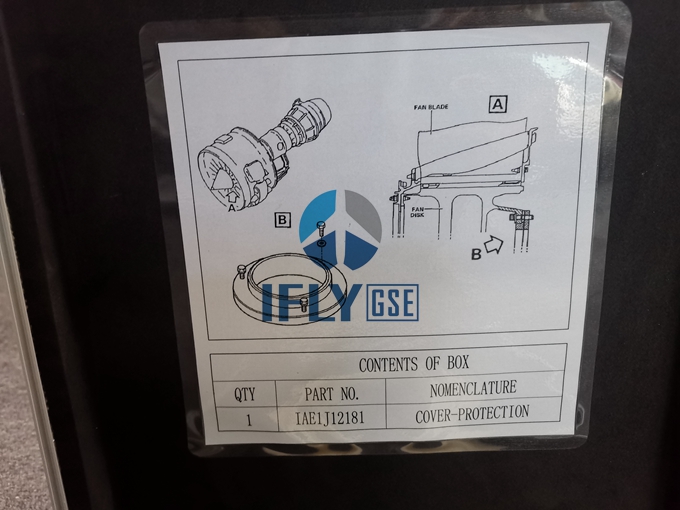 FAN BLADE
A
A
B
FAN
DISK
B
IFLY GSE
CONTENTS OF BOX
QTY PART NO. NOMENCLATURE
1 IAE1J12181 COVER-PROTECTION